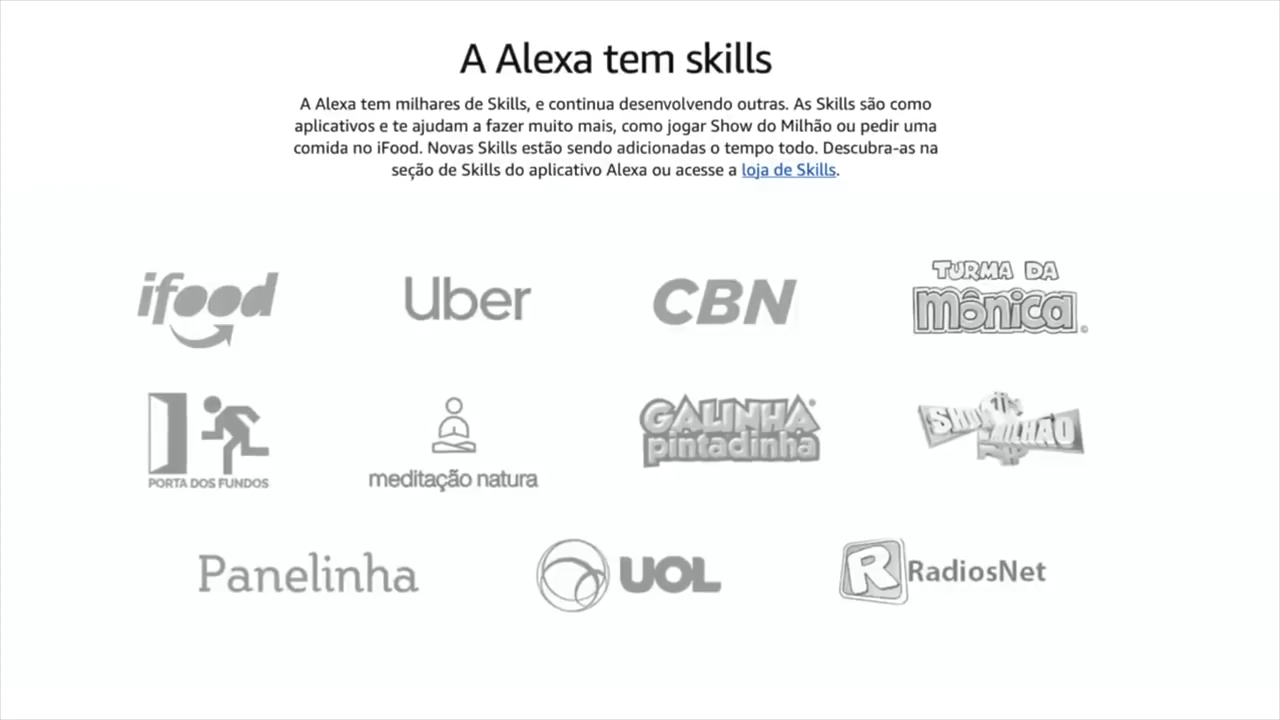 A Alexa tem skills
A Alexa tem milhares de Skills, e continua desenvolvendo outras. As Skills são como
aplicativos e te ajudam a fazer muito mais, como jogar Show do Milhão ou pedir uma
comida no iFood. Novas Skills estão sendo adicionadas o tempo todo. Descubra-as na
seção de Skills do aplicativo Alexa ou acesse a loja de Skills.
ifood
Uber
CBN
TURMA DA
Mônica
PORTA DOS FUNDOS
meditação natura
GALINHA
pintadinha
SHOW
MILHÃO
Panelinha
UOL
R RadiosNet